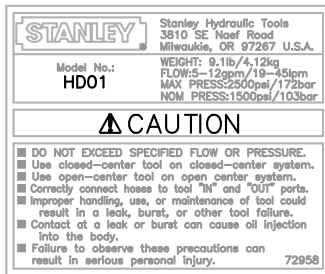 STANLEY
Stanley Hydraulic Tools
3810 SE Naef Road
Milwaukie, OR 97267 U.S.A.
Model No.:
HD01
WEIGHT: 9.1lb/4.12kg
FLOW:5-12gpm/19-45lpm
MAX PRESS:2500psi/172bar
NOM PRESS:1500psi/103bar
CAUTION
DO NOT EXCEED SPECIFIED FLOW OR PRESSURE.
Use closed-center tool on closed-center system.
Use open-center tool on open center system.
Correctly connect hoses to tool "IN" and "OUT" ports.
Improper handling, use, or maintenance of tool could
result in a leak, burst, or other tool failure.
Contact at a leak or burst can cause oil injection
into the body.
Failure to observe these precautions can
result in serious personal injury.
72958